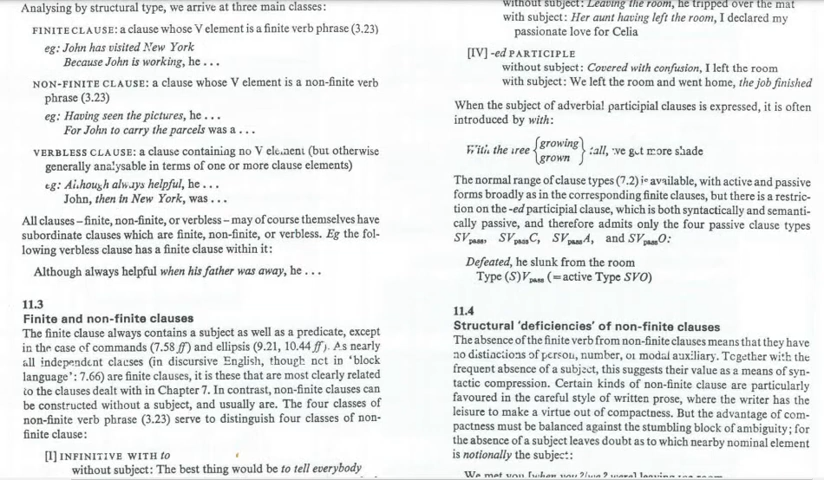 Analysing by structural type, we arrive at three main classes:
FINITE CLAUSE: a clause whose V element is a finite verb phrase (3.23)
eg: John has visited New York
Because John is working, he . . .
NON-FINITE CLAUSE: a clause whose V element is a non-finite verb
phrase (3.23)
eg: Having seen the pictures, he . . .
For John to carry the parcels was a . . .
VERBLESS CLAUSE: a clause containing no V element (but otherwise
generally analysable in terms of one or more clause elements)
eg: Although always helpful, he . . .
John, then in New York, was . . .
All clauses – finite, non-finite, or verbless – may of course themselves have
subordinate clauses which are finite, non-finite, or verbless. Eg the fol-
lowing verbless clause has a finite clause within it:
Although always helpful when his father was away, he . . .
11.3
Finite and non-finite clauses
The finite clause always contains a subject as well as a predicate, except
in the case of commands (7.58 ff) and ellipsis (9.21, 10.44 ff). As nearly
all independent clauses (in discursive English, though not in 'block
language': 7.66) are finite clauses, it is these that are most clearly related
to the clauses dealt with in Chapter 7. In contrast, non-finite clauses can
be constructed without a subject, and usually are. The four classes of
non-finite verb phrase (3.23) serve to distinguish four classes of non-
finite clause:
[I] INFINITIVE WITH to
without subject: The best thing would be to tell everybody
without subject: Leaving the room, he tripped over the mat
with subject: Her aunt having left the room, I declared my
passionate love for Celia
[IV] -ed PARTICIPLE
without subject: Covered with confusion, I left the room
with subject: We left the room and went home, the job finished
When the subject of adverbial participial clauses is expressed, it is often
introduced by with:
With the tree {growing
grown} tall, we get more shade
The normal range of clause types (7.2) is available, with active and passive
forms broadly as in the corresponding finite clauses, but there is a restric-
tion on the -ed participial clause, which is both syntactically and semanti-
cally passive, and therefore admits only the four passive clause types
SVpass, SVpassC, SVpassA, and SVpassO:
Defeated, he slunk from the room
Type (S)Vpass (= active Type SVO)
11.4
Structural 'deficiencies' of non-finite clauses
The absence of the finite verb from non-finite clauses means that they have
no distinctions of person, number, or modal auxiliary. Together with the
frequent absence of a subject, this suggests their value as a means of syn-
tactic compression. Certain kinds of non-finite clause are particularly
favoured in the careful style of written prose, where the writer has the
leisure to make a virtue out of compactness. But the advantage of com-
pactness must be balanced against the stumbling block of ambiguity; for
the absence of a subject leaves doubt as to which nearby nominal element
is notionally the subject:
We met you